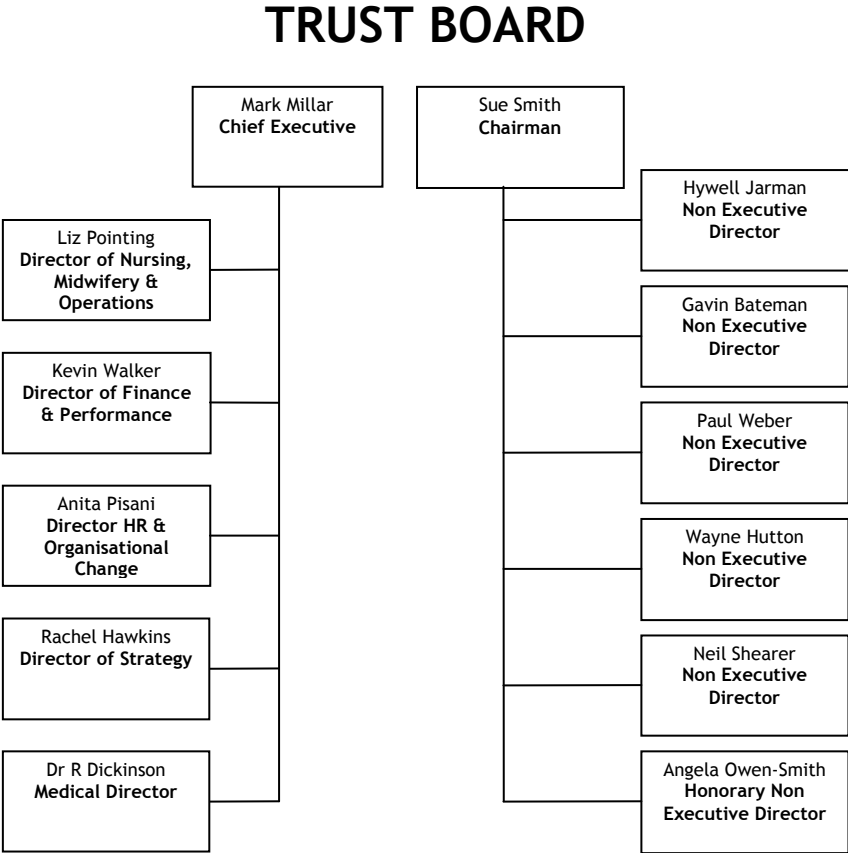 TRUST BOARD
Mark Millar
Chief Executive
Sue Smith
Chairman
Liz Pointing
Director of Nursing,
Midwifery &
Operations
Kevin Walker
Director of Finance
& Performance
Anita Pisani
Director HR &
Organisational
Change
Rachel Hawkins
Director of Strategy
Dr R Dickinson
Medical Director
Hywell Jarman
Non Executive
Director
Gavin Bateman
Non Executive
Director
Paul Weber
Non Executive
Director
Wayne Hutton
Non Executive
Director
Neil Shearer
Non Executive
Director
Angela Owen-Smith
Honorary Non
Executive Director